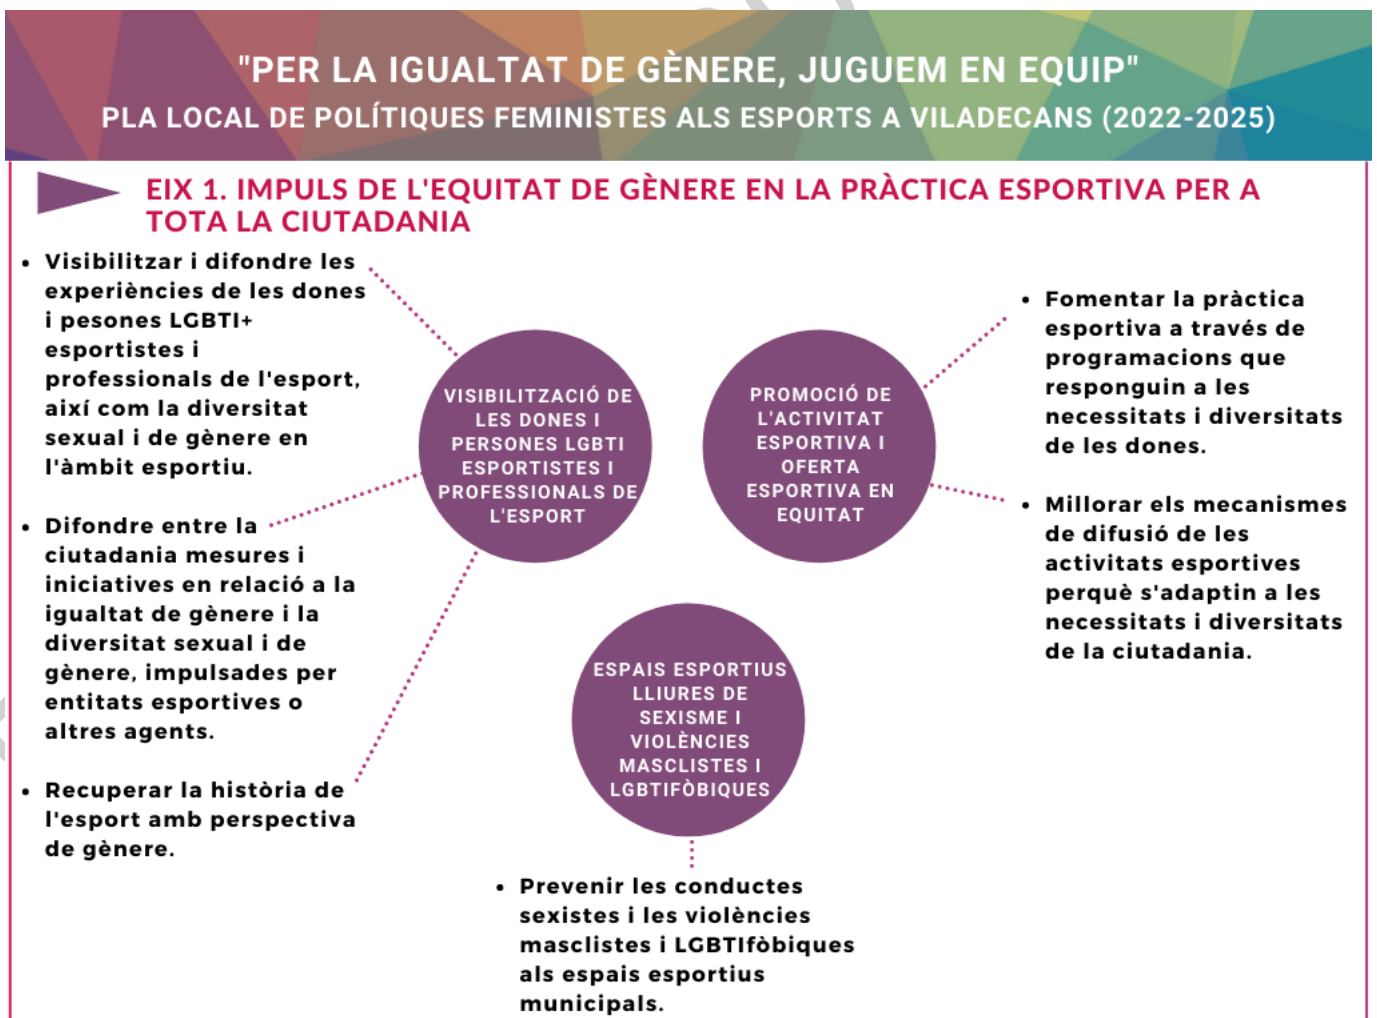 "PER LA IGUALTAT DE GÈNERE, JUGUEM EN EQUIP"
PLA LOCAL DE POLÍTIQUES FEMINISTES ALS ESPORTS A VILADECANS (2022-2025)
EIX 1. IMPULS DE L'EQUITAT DE GÈNERE EN LA PRÀCTICA ESPORTIVA PER A
TOTA LA CIUTADANIA
• Visibilitzar i difondre les
experiències de les dones
i pesones LGBTI+
esportistes i
professionals de l'esport,
així com la diversitat
sexual i de gènere en
l'àmbit esportiu.
• Difondre entre la
ciutadania mesures i
iniciatives en relació a la
igualtat de gènere i la
diversitat sexual i de
gènere, impulsades per
entitats esportives o
altres agents.
• Recuperar la història de
l'esport amb perspectiva
de gènere.
VISIBILITZACIÓ DE
LES DONES I
PERSONES LGBTI
ESPORTISTES I
PROFESSIONALS DE
L'ESPORT
PROMOCIÓ DE
L'ACTIVITAT
ESPORTIVA I
OFERTA
ESPORTIVA EN
EQUITAT
• Fomentar la pràctica
esportiva a través de
programacions que
responguin a les
necessitats i diversitats
de les dones.
• Millorar els mecanismes
de difusió de les
activitats esportives
perquè s'adaptin a les
necessitats i diversitats
de la ciutadania.
ESPAIS ESPORTIUS
LLIURES DE
SEXISME I
VIOLÈNCIES
MASCLISTES I
LGBTIFÒBIQUES
• Prevenir les conductes
sexistes i les violències
masclistes i LGBTIfòbiques
als espais esportius
municipals.